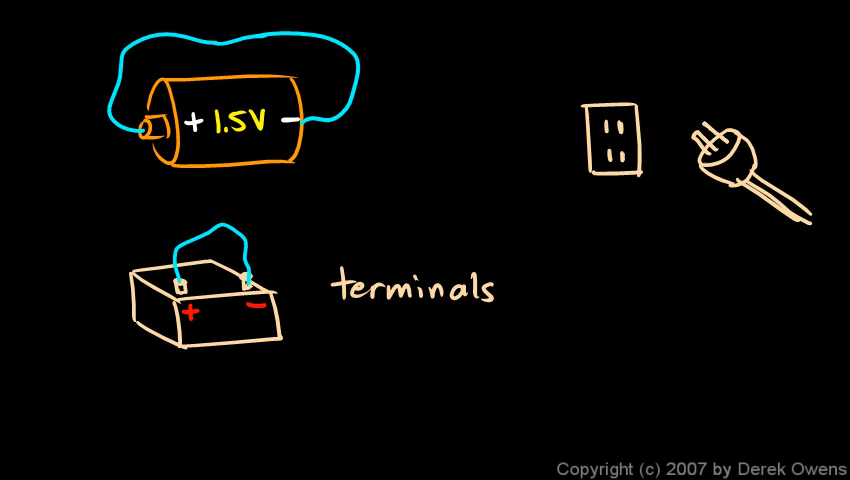 + 1.5V −
terminals
+ −
Copyright (c) 2007 by Derek Owens